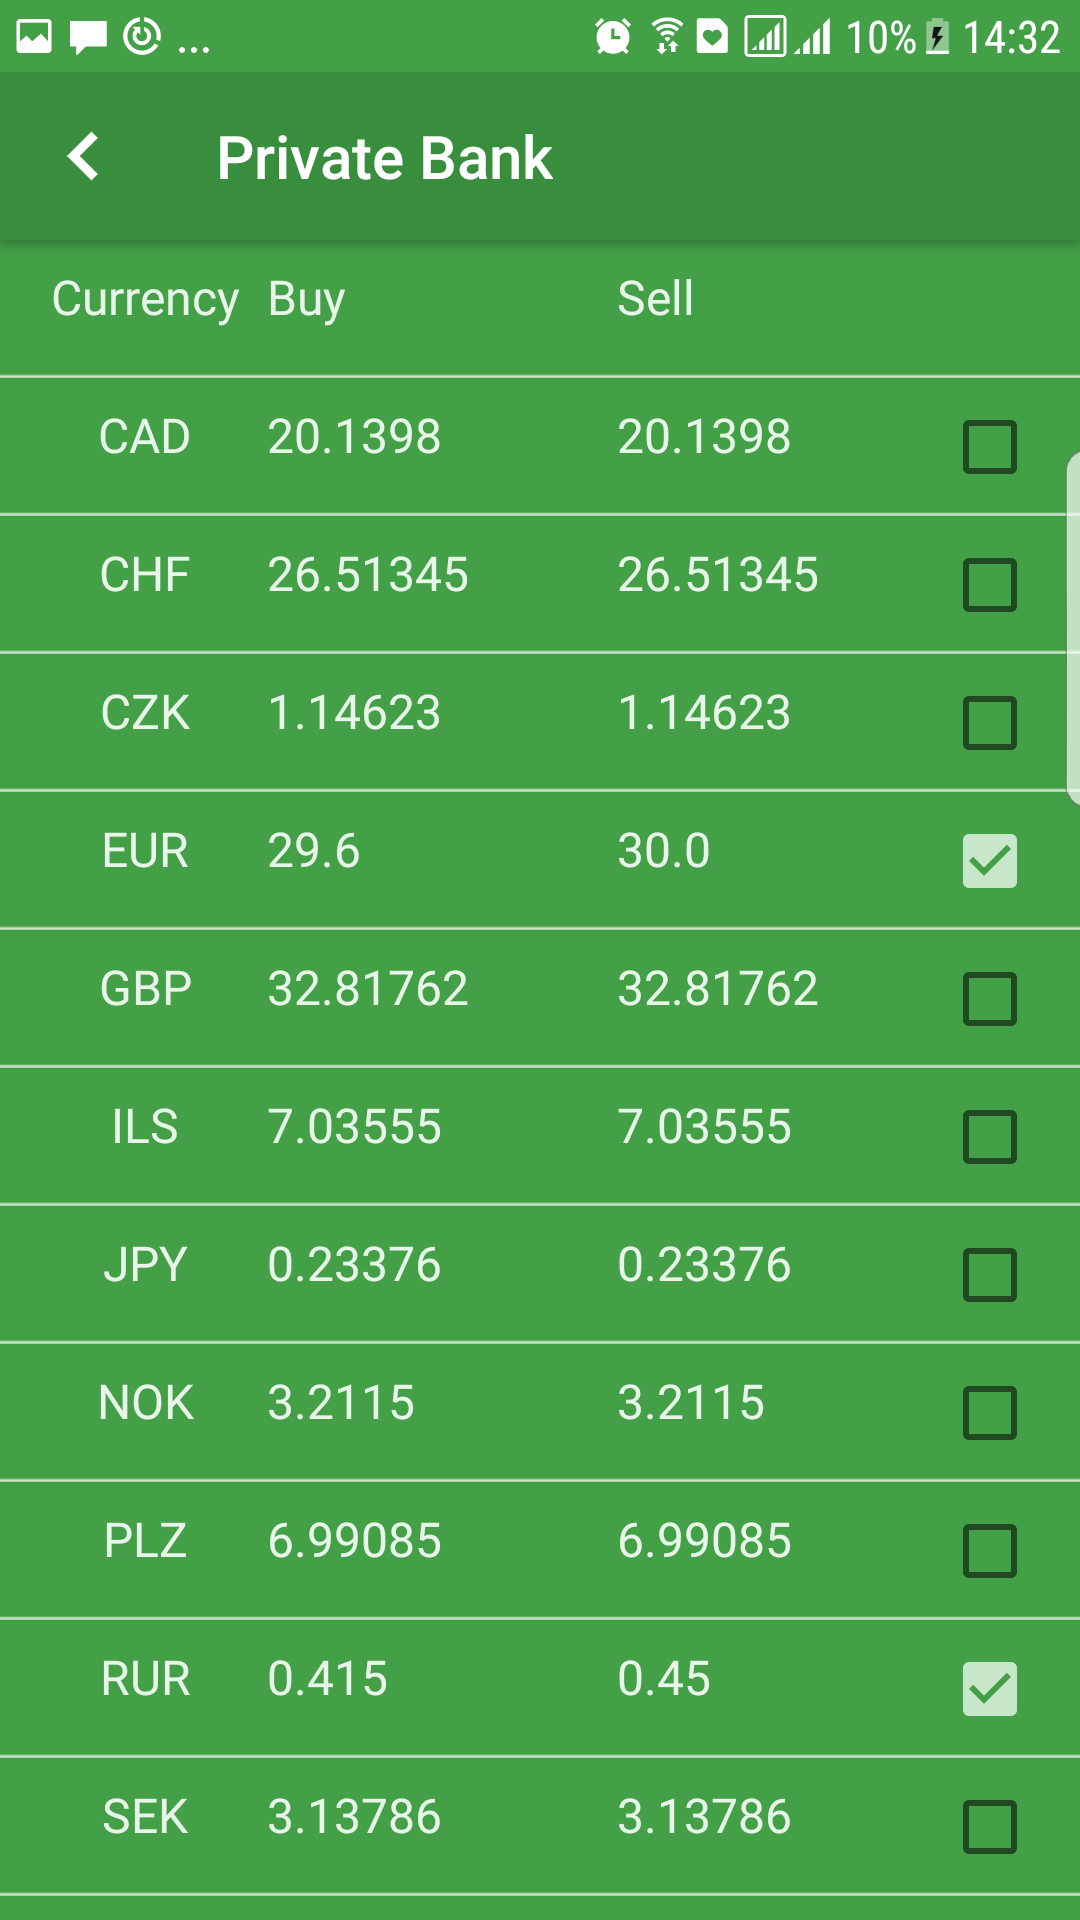 ... 10% 14:32
Private Bank
Currency Buy Sell
CAD 20.1398 20.1398
CHF 26.51345 26.51345
CZK 1.14623 1.14623
EUR 29.6 30.0
GBP 32.81762 32.81762
ILS 7.03555 7.03555
JPY 0.23376 0.23376
NOK 3.2115 3.2115
PLZ 6.99085 6.99085
RUR 0.415 0.45
SEK 3.13786 3.13786